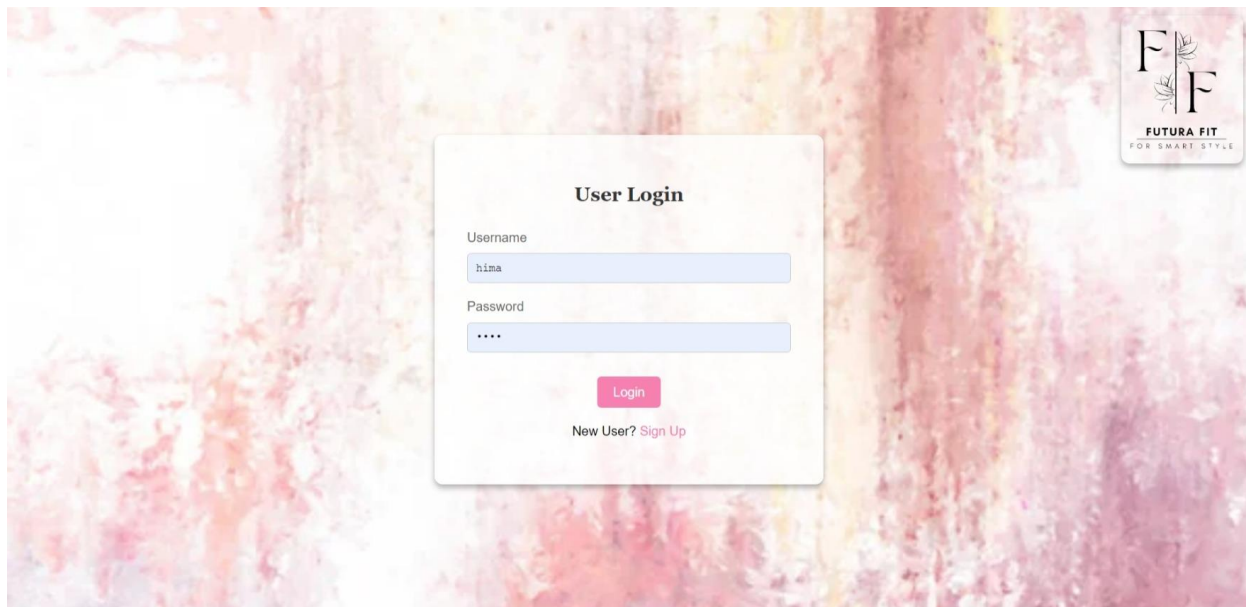 F
F
FUTURA FIT
FOR SMART STYLE
User Login
Username
hima
Password
••••
Login
New User? Sign Up